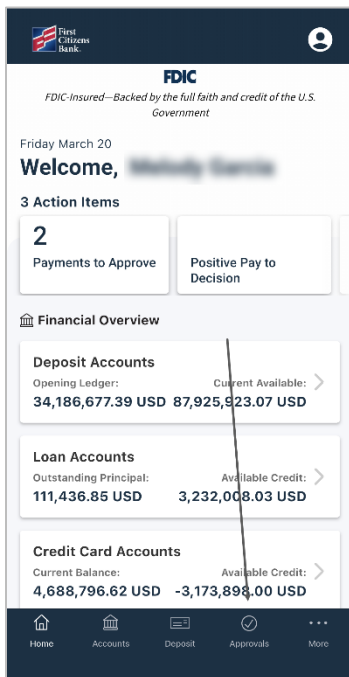 First
Citizens
Bank
FDIC
FDIC-Insured—Backed by the full faith and credit of the U.S.
Government
Friday March 20
Welcome,
3 Action Items
2
Payments to Approve
Positive Pay to
Decision
Financial Overview
Deposit Accounts
Opening Ledger: Current Available:
34,186,677.39 USD 87,925,923.07 USD
Loan Accounts
Outstanding Principal: Available Credit:
111,436.85 USD 3,232,008.03 USD
Credit Card Accounts
Current Balance: Available Credit:
4,688,796.62 USD -3,173,898.00 USD
Home Accounts Deposit Approvals More